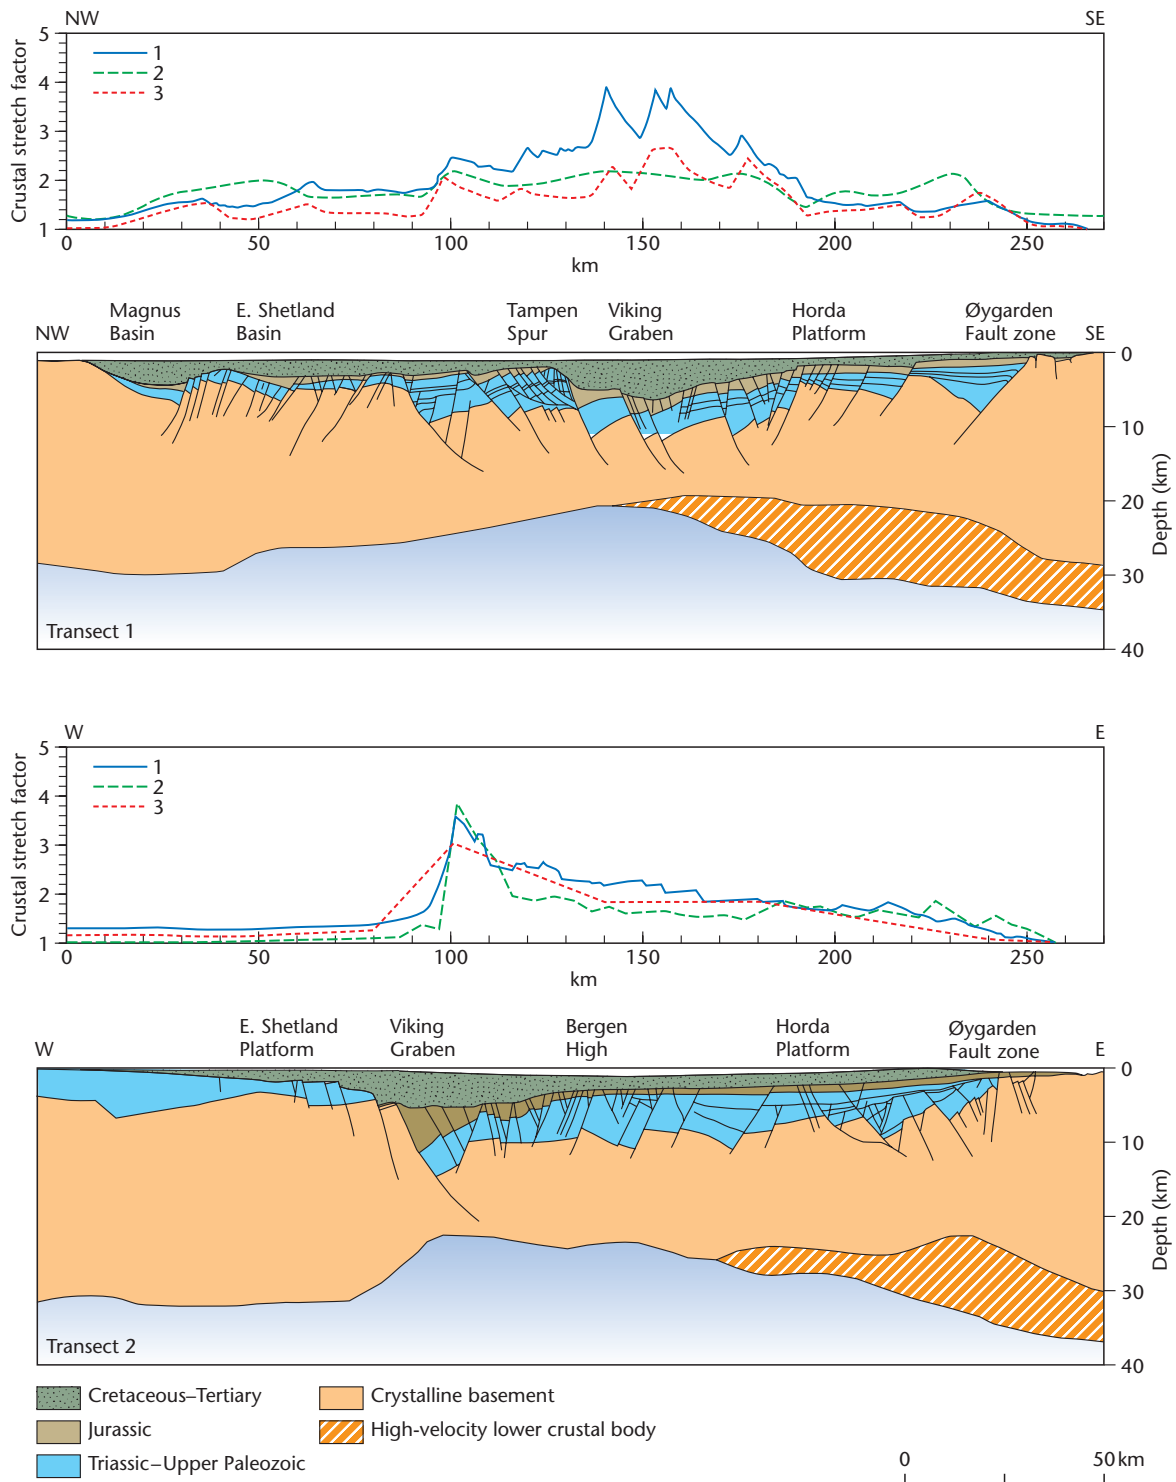 NW SE
5
4
3
2
1
Crustal stretch factor
1
2
3
0 50 100 150 200 250
km
Magnus Basin
E. Shetland Basin
Tampen Spur
Viking Graben
Horda Platform
Øygarden Fault zone
NW SE
0
10
20
30
40
Depth (km)
Transect 1
W E
5
4
3
2
1
Crustal stretch factor
1
2
3
0 50 100 150 200 250
km
E. Shetland Platform
Viking Graben
Bergen High
Horda Platform
Øygarden Fault zone
W E
0
10
20
30
40
Depth (km)
Transect 2
Cretaceous–Tertiary
Jurassic
Triassic–Upper Paleozoic
Crystalline basement
High-velocity lower crustal body
0 50 km